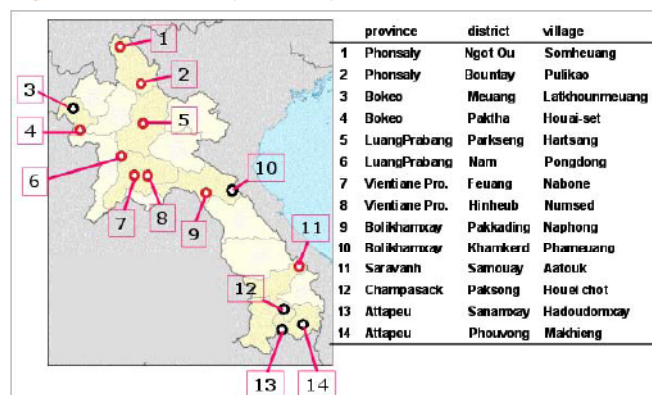 1
2
3
4
5
6
7
8
9
10
11
12
13
14
province district village
1 Phonsaly Ngot Ou Somheuang
2 Phonsaly Bountay Pulikao
3 Bokeo Meuang Latkhounmeuang
4 Bokeo Paktha Houai-set
5 LuangPrabang Parkseng Hartsang
6 LuangPrabang Nam Pongdong
7 Vientiane Pro. Feuang Nabone
8 Vientiane Pro. Hinheub Numsed
9 Bolikhamxay Pakkading Naphong
10 Bolikhamxay Khamkerd Phameuang
11 Saravanh Samouay Aatouk
12 Champasack Paksong Houei chot
13 Attapeu Sanamxay Hadoudomxay
14 Attapeu Phouvong Makhieng